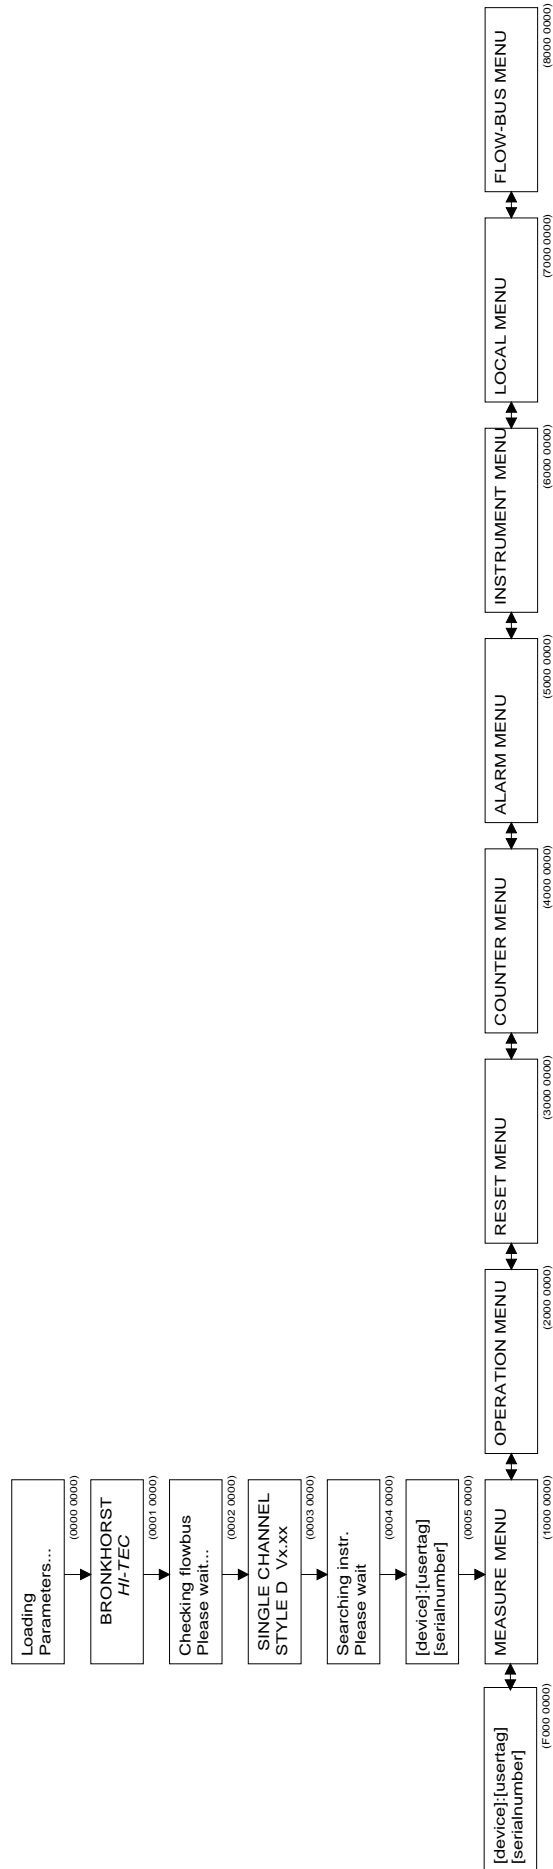 Loading
Parameters...
(0000 0000)
BRONKHORST
HI-TEC
(0001 0000)
Checking flowbus
Please wait...
(0002 0000)
SINGLE CHANNEL
STYLE D Vx.xx
(0003 0000)
Searching instr.
Please wait
(0004 0000)
[device]:[usertag]
[serialnumber]
(0005 0000)
[device]:[usertag]
[serialnumber]
(F000 0000)
MEASURE MENU
(1000 0000)
OPERATION MENU
(2000 0000)
RESET MENU
(3000 0000)
COUNTER MENU
(4000 0000)
ALARM MENU
(5000 0000)
INSTRUMENT MENU
(6000 0000)
LOCAL MENU
(7000 0000)
FLOW-BUS MENU
(8000 0000)